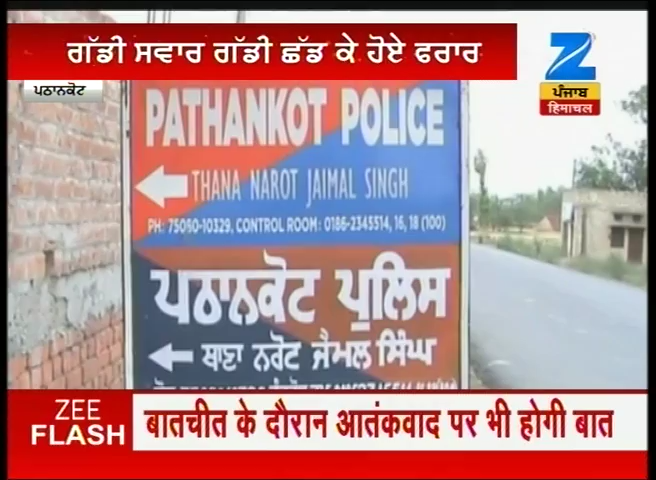 ਗੱਡੀ ਸਵਾਰ ਗੱਡੀ ਛੱਡ ਕੇ ਹੋਏ ਫਰਾਰ
ਪਠਾਨਕੋਟ
ਪੰਜਾਬ
हिमाचल
PATHANKOT POLICE
THANA NAROT JAIMAL SINGH
PH: 75080-10329, CONTROL ROOM: 0186-2345514, 16, 18 (100)
ਪਠਾਨਕੋਟ ਪੁਲਿਸ
ਥਾਣਾ ਨਰੋਟ ਜੈਮਲ ਸਿੰਘ
ZEE FLASH
बातचीत के दौरान आतंकवाद पर भी होगी बात